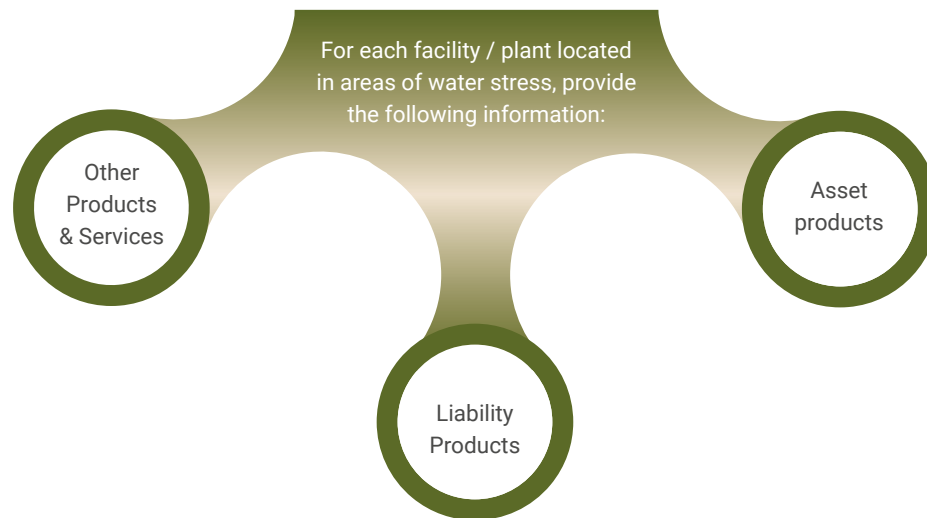 For each facility / plant located
in areas of water stress, provide
the following information:
Other
Products
& Services
Asset
products
Liability
Products